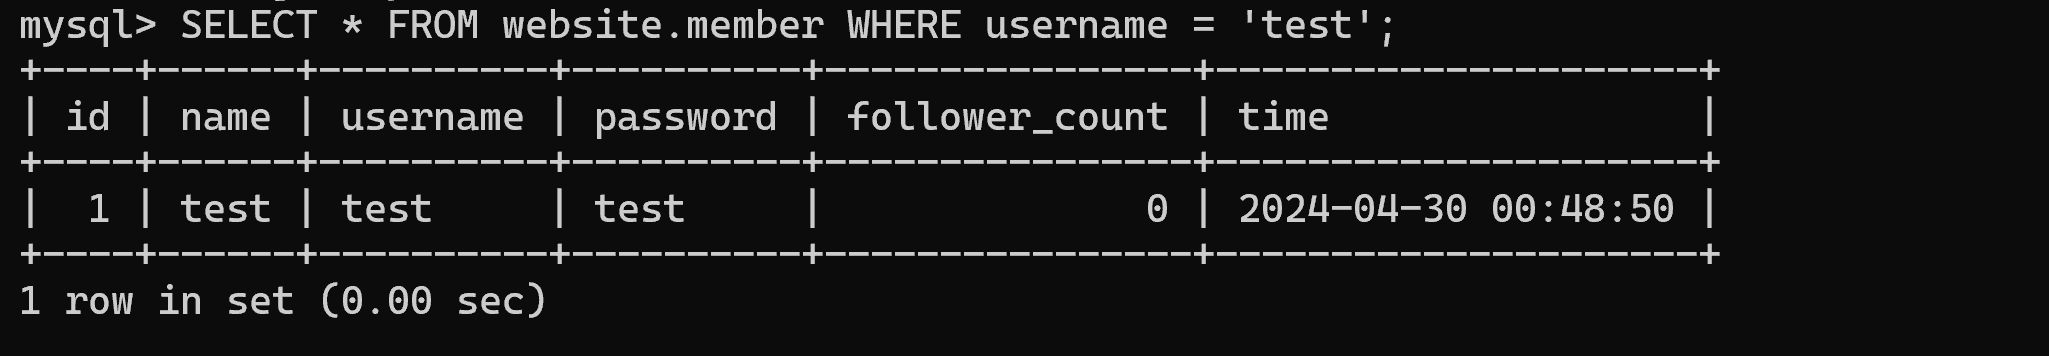 mysql> SELECT * FROM website.member WHERE username = 'test';
+----+------+----------+----------+----------------+---------------------+
| id | name | username | password | follower_count | time                |
+----+------+----------+----------+----------------+---------------------+
|  1 | test | test     | test     |              0 | 2024-04-30 00:48:50 |
+----+------+----------+----------+----------------+---------------------+
1 row in set (0.00 sec)